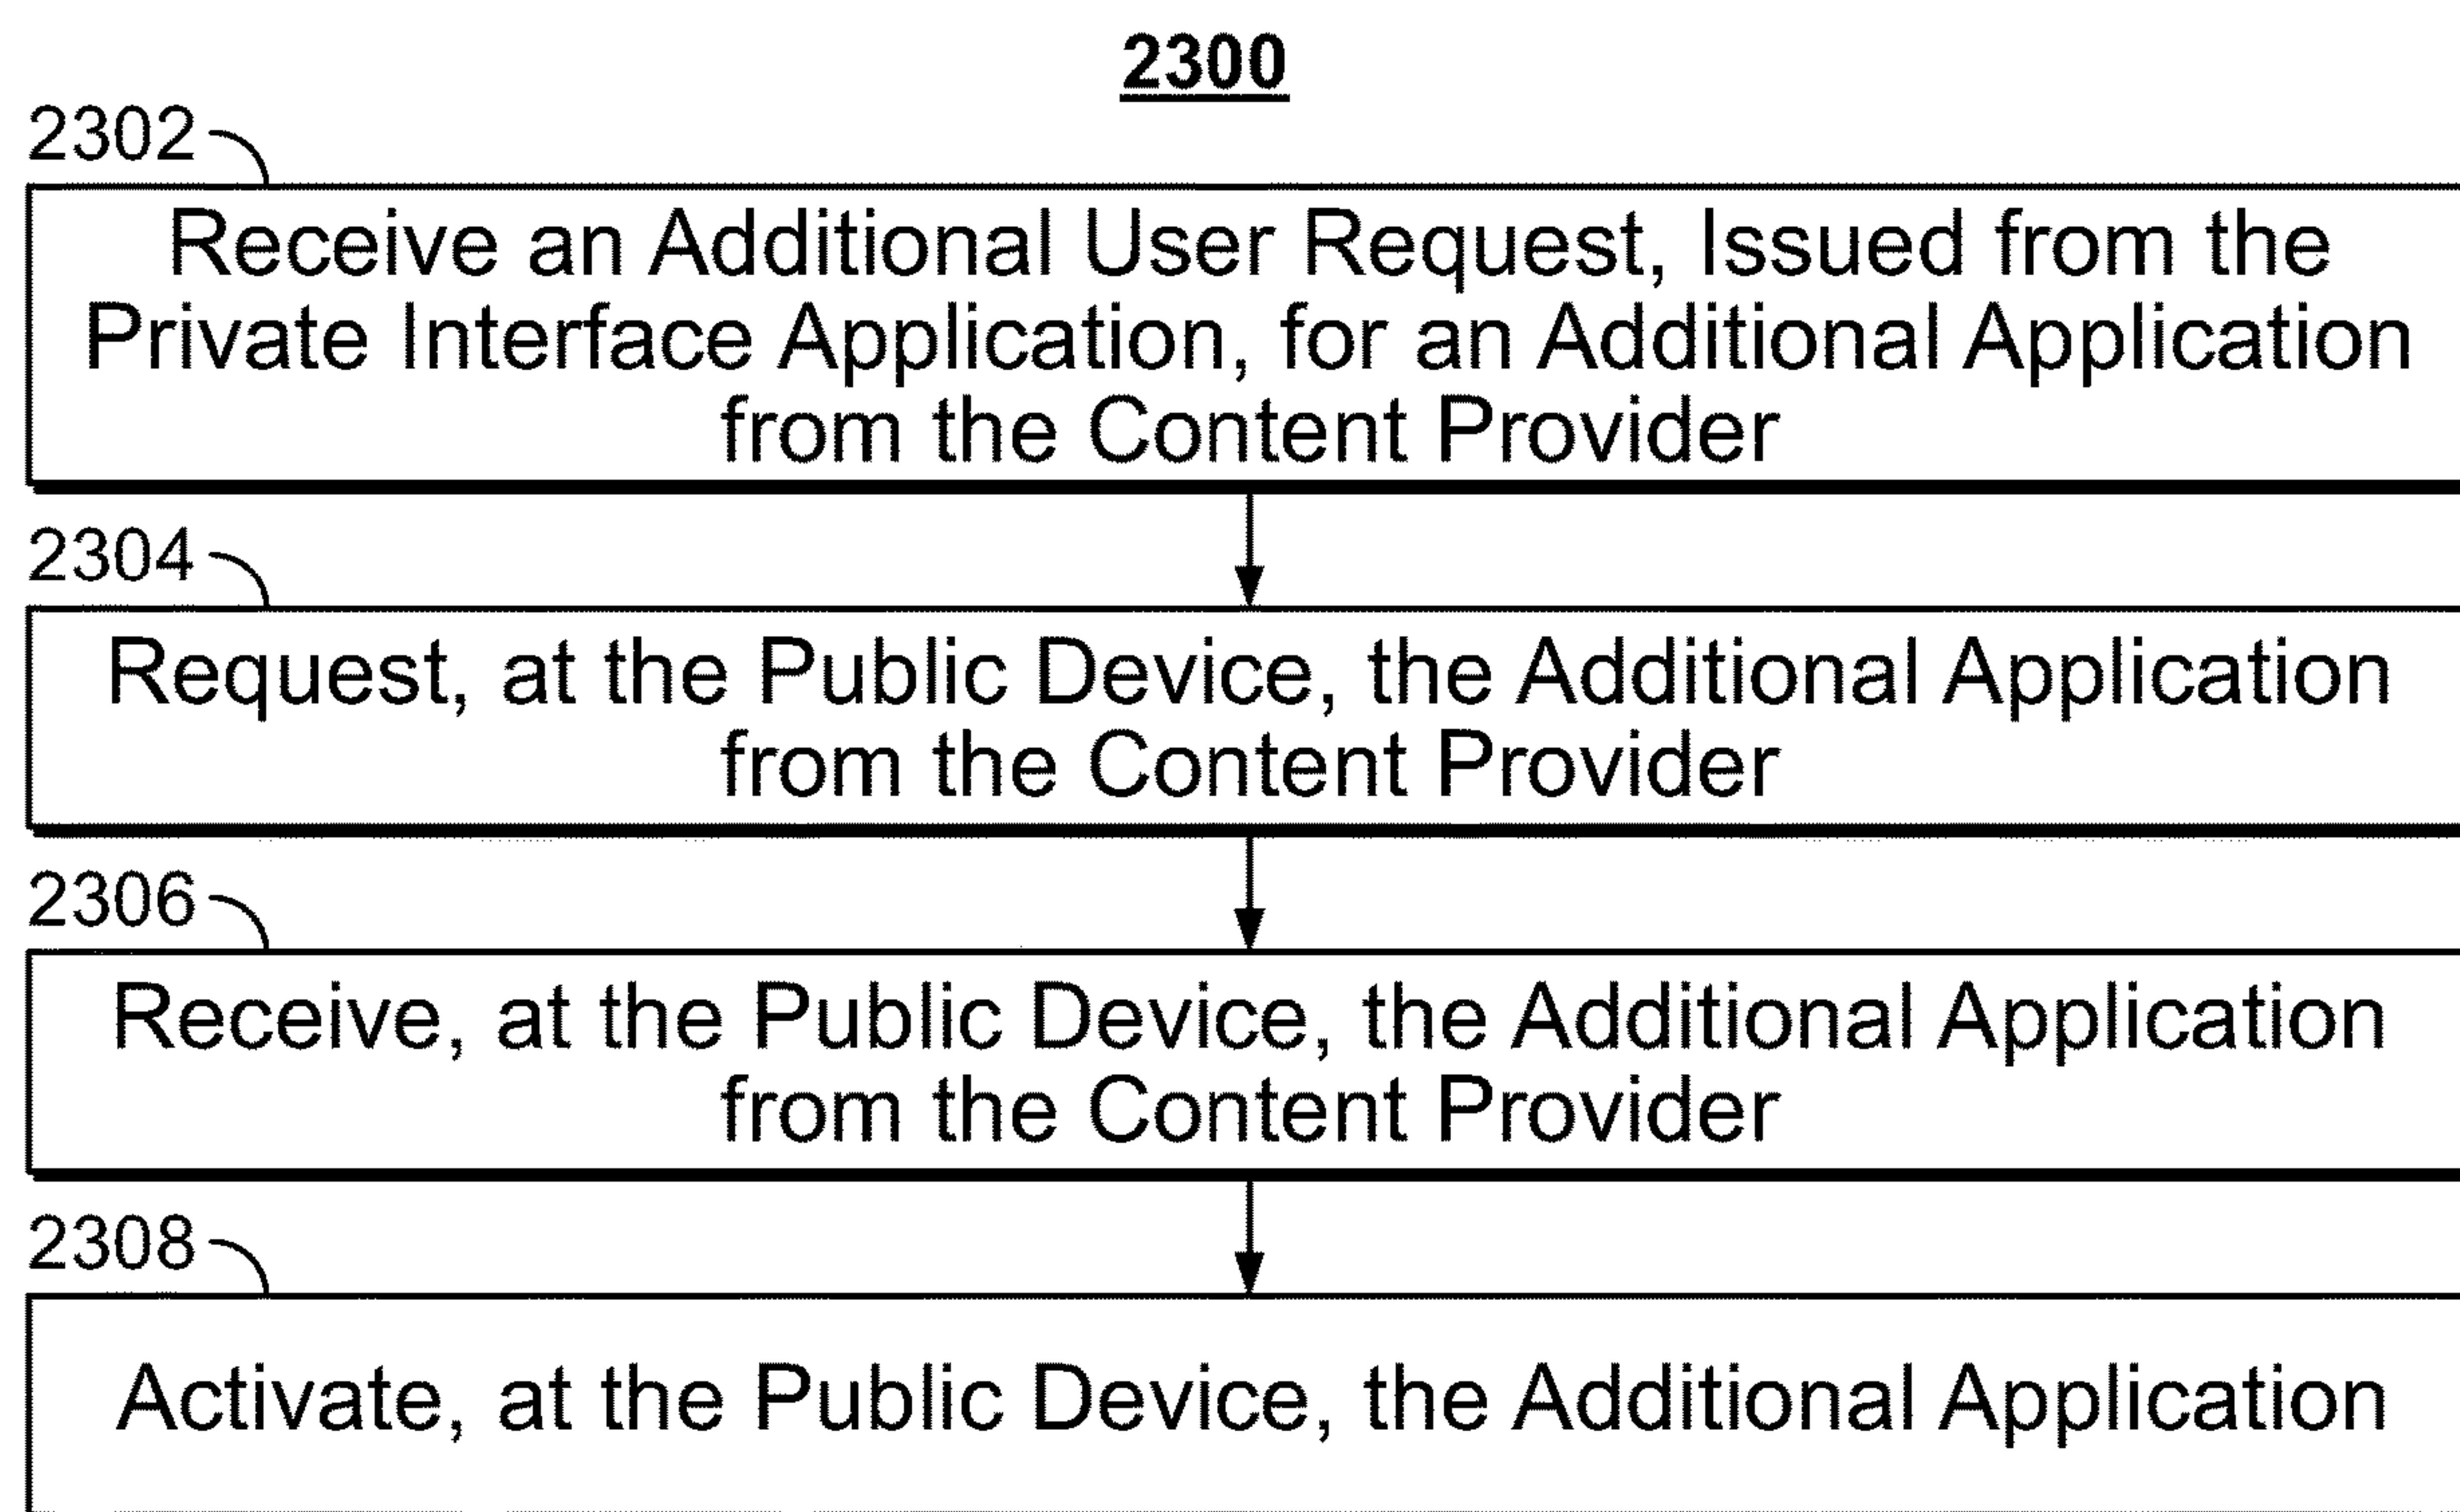 2300
2302
Receive an Additional User Request, Issued from the
Private Interface Application, for an Additional Application
from the Content Provider
2304
Request, at the Public Device, the Additional Application
from the Content Provider
2306
Receive, at the Public Device, the Additional Application
from the Content Provider
2308
Activate, at the Public Device, the Additional Application